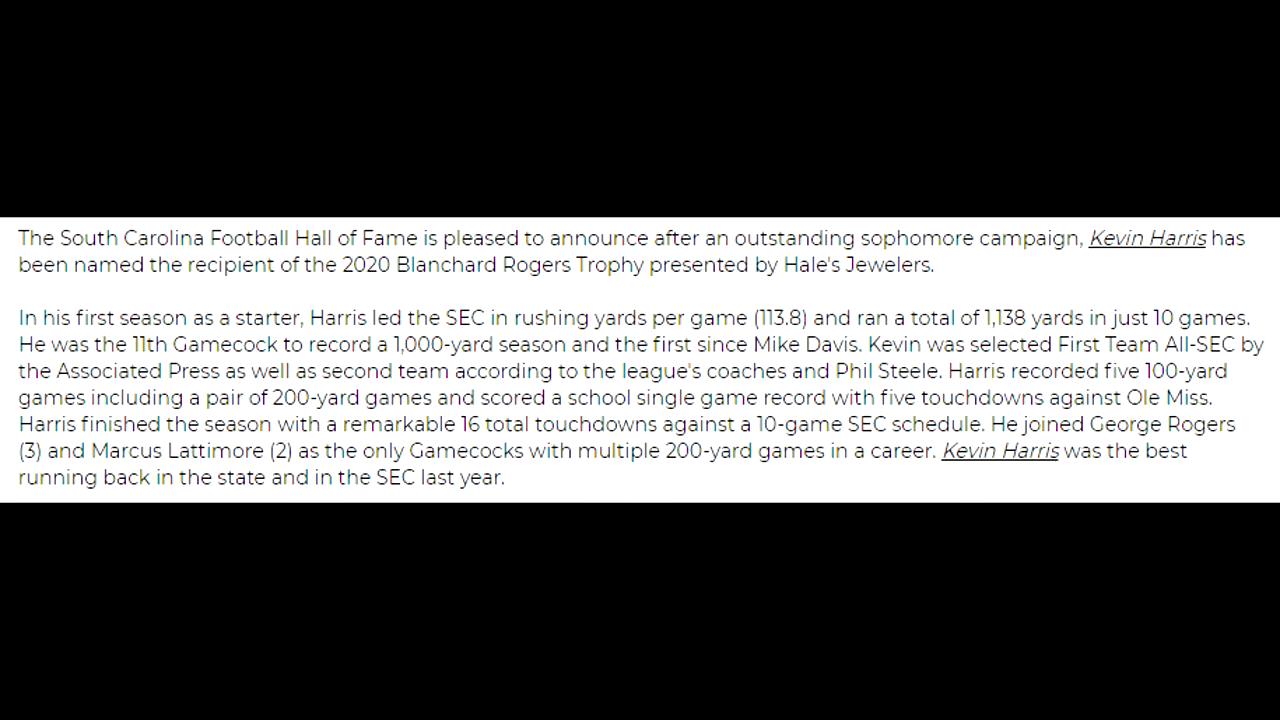 The South Carolina Football Hall of Fame is pleased to announce after an outstanding sophomore campaign, Kevin Harris has
been named the recipient of the 2020 Blanchard Rogers Trophy presented by Hale's Jewelers.
In his first season as a starter, Harris led the SEC in rushing yards per game (113.8) and ran a total of 1,138 yards in just 10 games.
He was the 11th Gamecock to record a 1,000-yard season and the first since Mike Davis. Kevin was selected First Team All-SEC by
the Associated Press as well as second team according to the league's coaches and Phil Steele. Harris recorded five 100-yard
games including a pair of 200-yard games and scored a school single game record with five touchdowns against Ole Miss.
Harris finished the season with a remarkable 16 total touchdowns against a 10-game SEC schedule. He joined George Rogers
(3) and Marcus Lattimore (2) as the only Gamecocks with multiple 200-yard games in a career. Kevin Harris was the best
running back in the state and in the SEC last year.